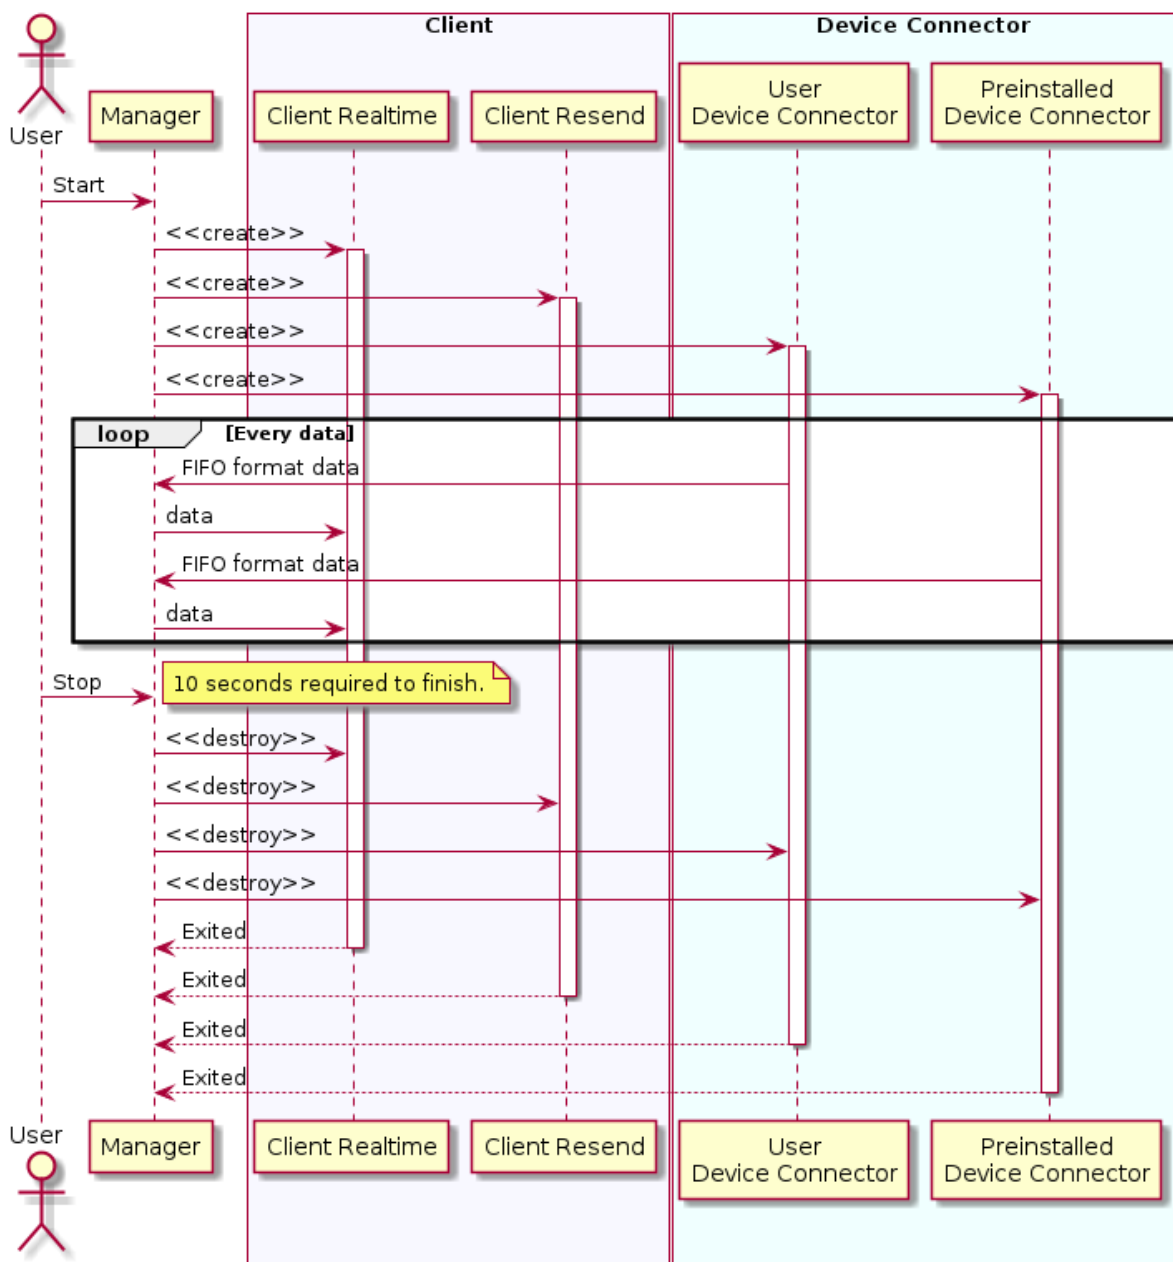 Client
Device Connector
User
Manager
Client Realtime
Client Resend
User
Device Connector
Preinstalled
Device Connector
Start
<<create>>
<<create>>
<<create>>
<<create>>
loop
[Every data]
FIFO format data
data
FIFO format data
data
Stop
10 seconds required to finish.
<<destroy>>
<<destroy>>
<<destroy>>
<<destroy>>
Exited
Exited
Exited
Exited
User
Manager
Client Realtime
Client Resend
User
Device Connector
Preinstalled
Device Connector